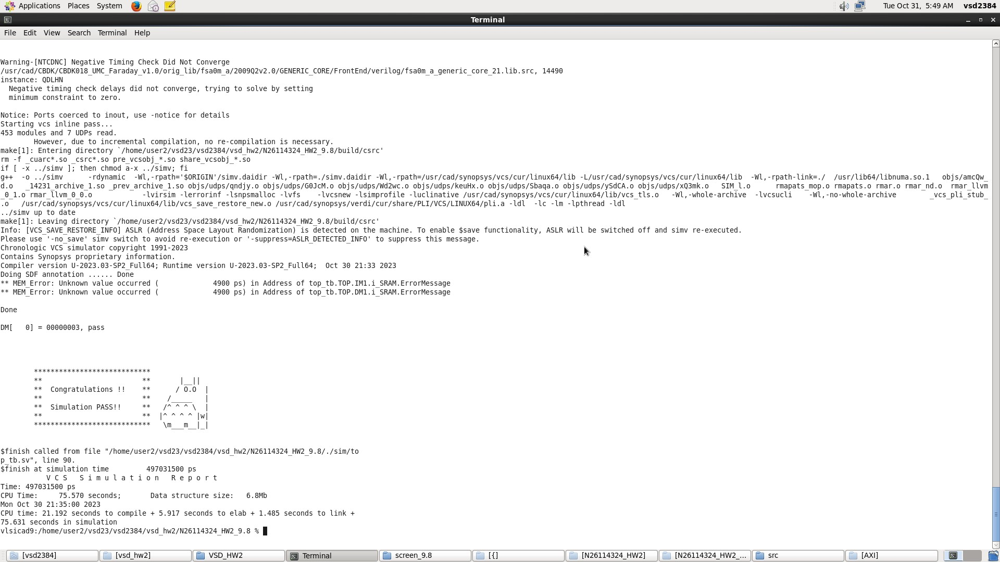 Applications Places System Tue Oct 31, 5:49 AM vsd2384
Terminal
File Edit View Search Terminal Help
Warning-[NTCDNC] Negative Timing Check Did Not Converge
/usr/cad/CBDK/CBDK018_UMC_Faraday_v1.0/orig_lib/fsa0m_a/2009Q2v2.0/GENERIC_CORE/FrontEnd/verilog/fsa0m_a_generic_core_21.lib.src, 14490
instance: QDLHN
  Negative timing check delays did not converge, trying to solve by setting
  minimum constraint to zero.
Notice: Ports coerced to inout, use -notice for details
Starting vcs inline pass...
453 modules and 7 UDPs read.
        However, due to incremental compilation, no re-compilation is necessary.
make[1]: Entering directory `/home/user2/vsd23/vsd2384/vsd_hw2/N26114324_HW2_9.8/build/csrc'
rm -f _cuarc*.so _csrc*.so pre_vcsobj_*.so share_vcsobj_*.so
if [ -x ../simv ]; then chmod a-x ../simv; fi
g++  -o ../simv      -rdynamic  -Wl,-rpath='$ORIGIN'/simv.daidir -Wl,-rpath=./simv.daidir -Wl,-rpath=/usr/cad/synopsys/vcs/cur/linux64/lib -L/usr/cad/synopsys/vcs/cur/linux64/lib  -Wl,-rpath-link=./  /usr/lib64/libnuma.so.1   objs/amcQw_
d.o   _14231_archive_1.so _prev_archive_1.so objs/udps/qndjy.o objs/udps/G0JcM.o objs/udps/Wd2wc.o objs/udps/keuHx.o objs/udps/Sbaqa.o objs/udps/ySdCA.o objs/udps/xQ3mk.o   SIM_l.o      rmapats_mop.o rmapats.o rmar.o rmar_nd.o  rmar_llvm
_0_1.o rmar_llvm_0_0.o            -lvirsim -lerrorinf -lsnpsmalloc -lvfs    -lvcsnew -lsimprofile -luclinative /usr/cad/synopsys/vcs/cur/linux64/lib/vcs_tls.o   -Wl,-whole-archive  -lvcsucli    -Wl,-no-whole-archive        _vcs_pli_stub_
.o   /usr/cad/synopsys/vcs/cur/linux64/lib/vcs_save_restore_new.o /usr/cad/synopsys/verdi/cur/share/PLI/VCS/LINUX64/pli.a -ldl  -lc -lm -lpthread -ldl
../simv up to date
make[1]: Leaving directory `/home/user2/vsd23/vsd2384/vsd_hw2/N26114324_HW2_9.8/build/csrc'
Info: [VCS_SAVE_RESTORE_INFO] ASLR (Address Space Layout Randomization) is detected on the machine. To enable $save functionality, ASLR will be switched off and simv re-executed.
Please use '-no_save' simv switch to avoid re-execution or '-suppress=ASLR_DETECTED_INFO' to suppress this message.
Chronologic VCS simulator copyright 1991-2023
Contains Synopsys proprietary information.
Compiler version U-2023.03-SP2_Full64; Runtime version U-2023.03-SP2_Full64;  Oct 30 21:33 2023
Doing SDF annotation ...... Done
** MEM_Error: Unknown value occurred (             4900 ps) in Address of top_tb.TOP.IM1.i_SRAM.ErrorMessage
** MEM_Error: Unknown value occurred (             4900 ps) in Address of top_tb.TOP.DM1.i_SRAM.ErrorMessage
Done
DM[   0] = 00000003, pass
        ****************************
        **                        **       |__||
        **  Congratulations !!    **      / O.O  |
        **                        **    /_____   |
        **  Simulation PASS!!     **   /^ ^ ^ \  |
        **                        **  |^ ^ ^ ^ |w|
        ****************************   \m___m__|_|
$finish called from file "/home/user2/vsd23/vsd2384/vsd_hw2/N26114324_HW2_9.8/./sim/to
p_tb.sv", line 90.
$finish at simulation time         497031500 ps
           V C S   S i m u l a t i o n   R e p o r t
Time: 497031500 ps
CPU Time:     75.570 seconds;       Data structure size:   6.8Mb
Mon Oct 30 21:35:00 2023
CPU time: 21.192 seconds to compile + 5.917 seconds to elab + 1.485 seconds to link +
75.631 seconds in simulation
vlsicad9:/home/user2/vsd23/vsd2384/vsd_hw2/N26114324_HW2_9.8 %
[vsd2384] [vsd_hw2] VSD_HW2 Terminal screen_9.8 [{] [N26114324_HW2] [N26114324_HW2_... src [AXI]